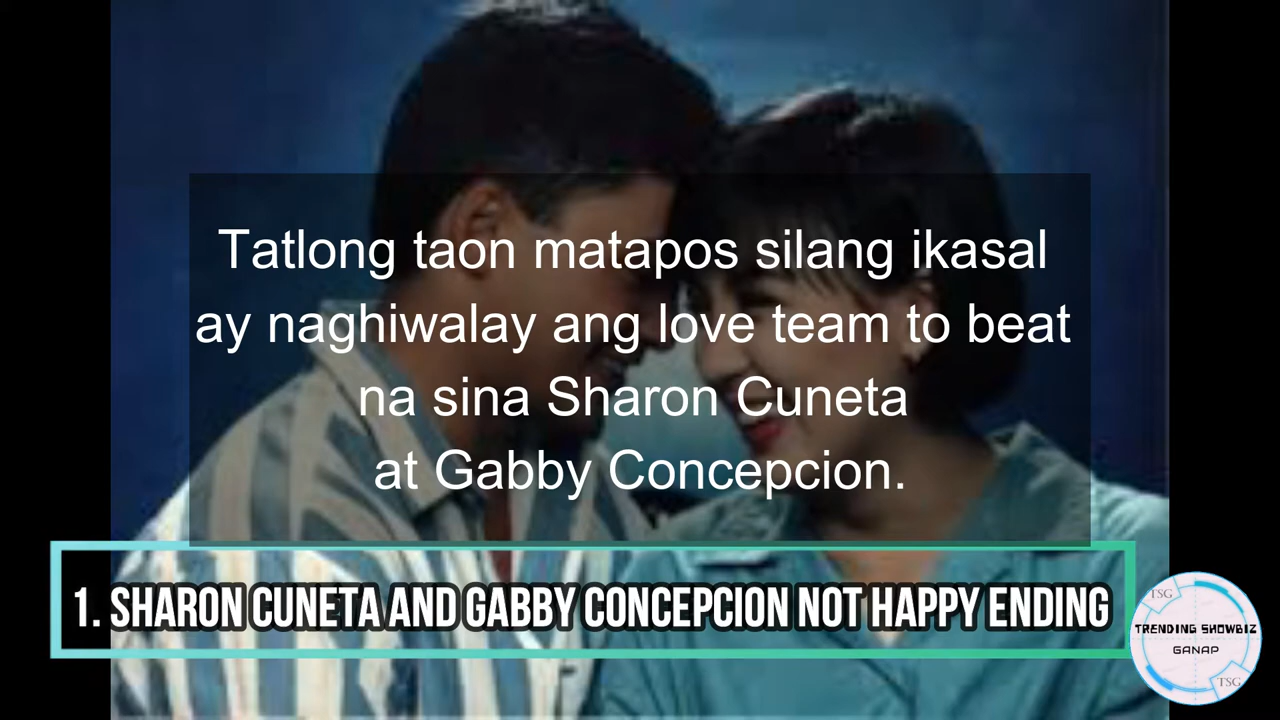 Tatlong taon matapos silang ikasal
ay naghiwalay ang love team to beat
na sina Sharon Cuneta
at Gabby Concepcion.
1. SHARON CUNETA AND GABBY CONCEPCION NOT HAPPY ENDING
TSG
TRENDING SHOWBIZ
GANAP
TSG